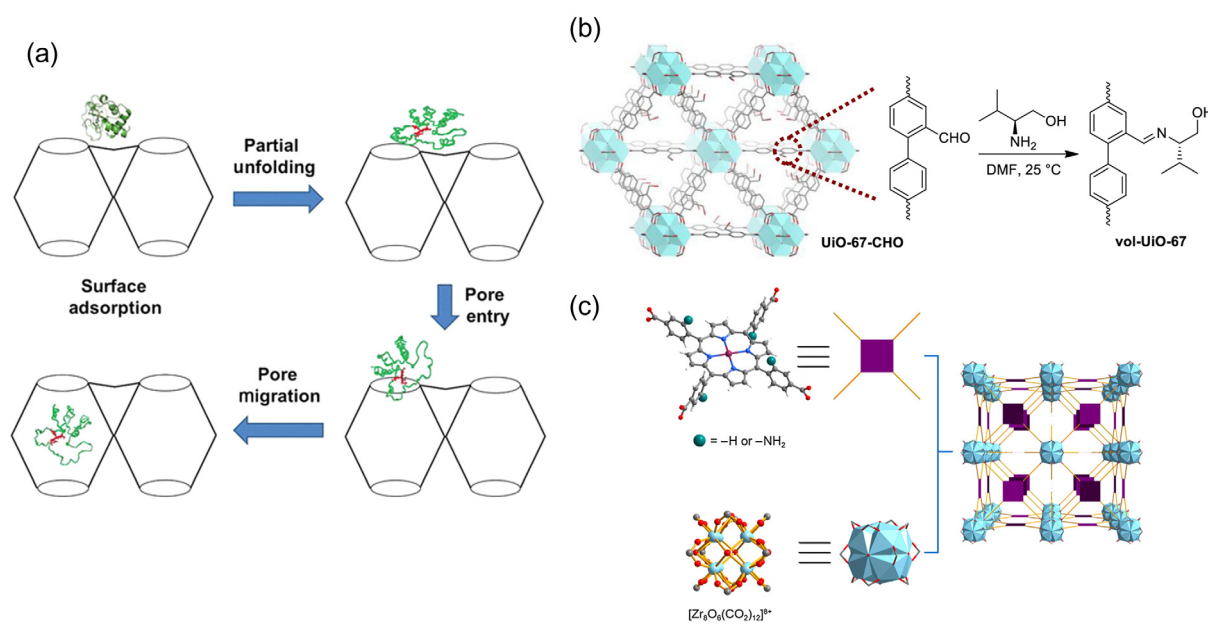 (a)
Partial
unfolding
Surface
adsorption
Pore
entry
Pore
migration
(b)
UiO-67-CHO
CHO
OH
NH₂
DMF, 25 °C
N
OH
vol-UiO-67
(c)
= –H or –NH₂
[Zr₈O₆(CO₂)₁₂]⁸⁺